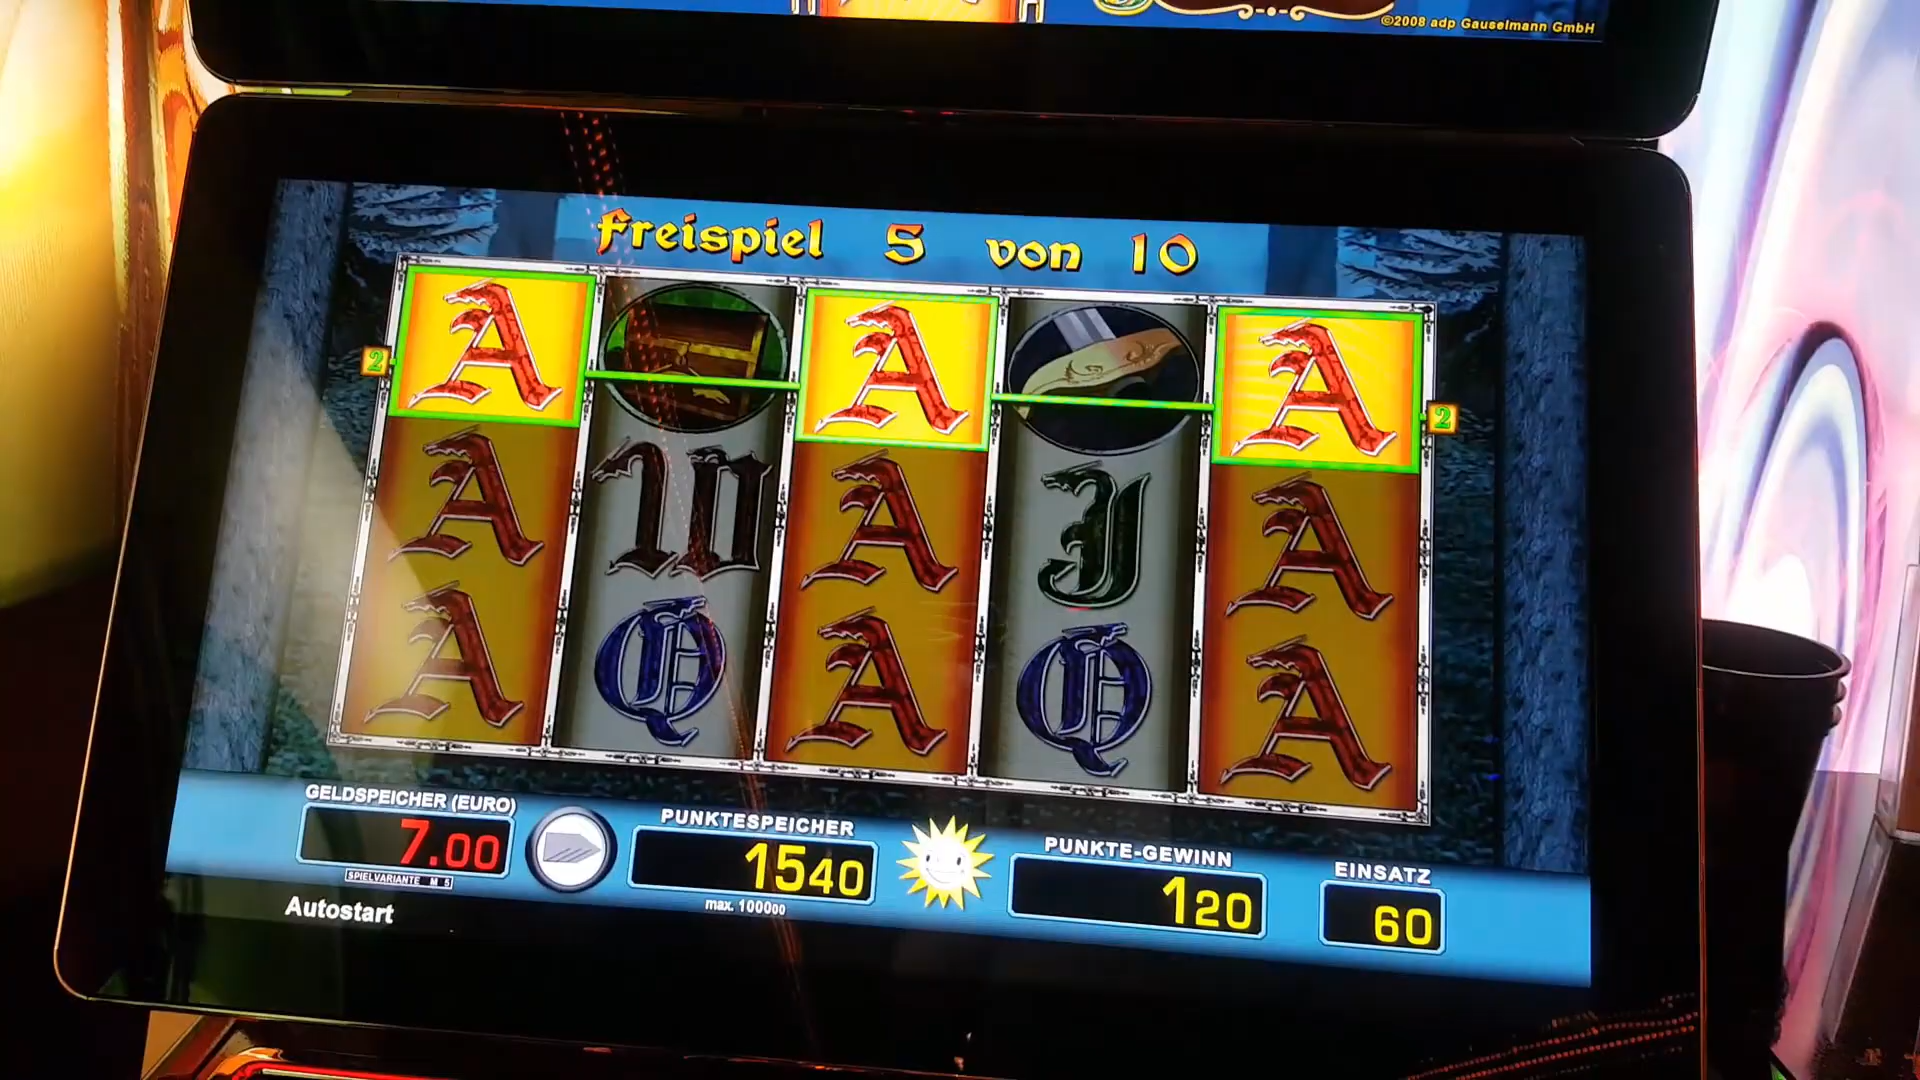 ©2008 adp Gauselmann GmbH
Freispiel 5 von 10
A A A
2 2
A W A J A
A Q A Q A
GELDSPEICHER (EURO) PUNKTESPEICHER PUNKTE-GEWINN EINSATZ
7.00 1540 120 60
SPIELVARIANTE M 5
max. 100000
Autostart